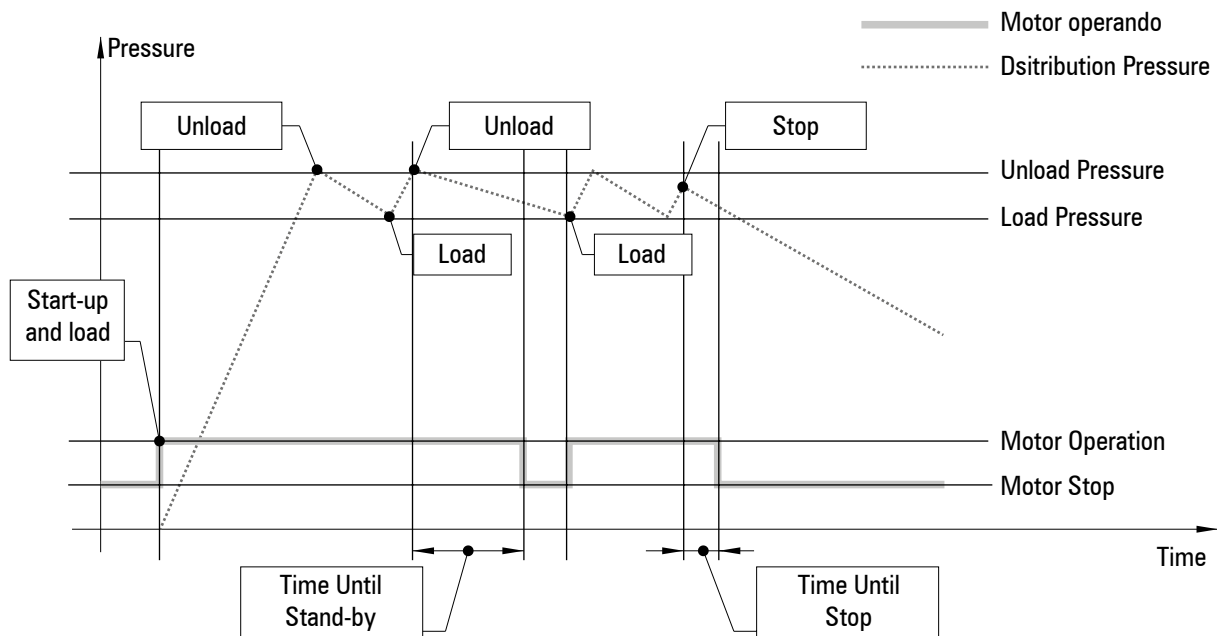 Motor operando
Pressure
Dsitribution Pressure
Unload
Unload
Stop
Unload Pressure
Load Pressure
Load
Load
Start-up
and load
Motor Operation
Motor Stop
Time
Time Until
Stand-by
Time Until
Stop